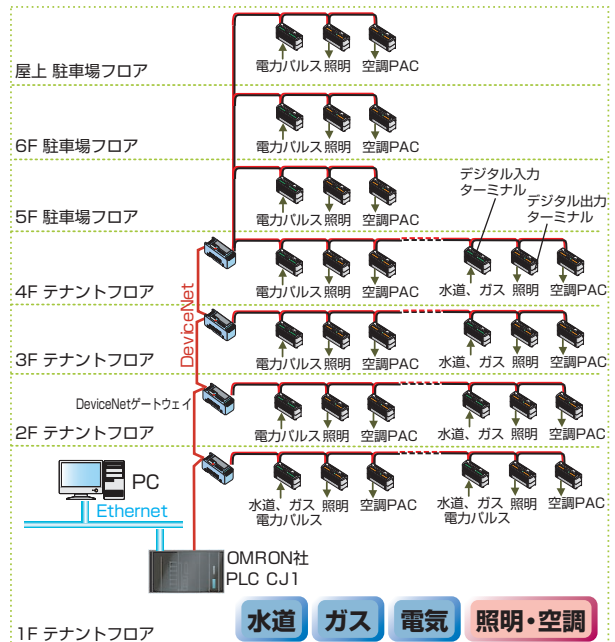 屋上 駐車場フロア
電力パルス 照明 空調PAC
6F 駐車場フロア
電力パルス 照明 空調PAC
5F 駐車場フロア
電力パルス 照明 空調PAC
デジタル入力
ターミナル
デジタル出力
ターミナル
4F テナントフロア
電力パルス 照明 空調PAC
水道、ガス 照明 空調PAC
DeviceNet
3F テナントフロア
電力パルス 照明 空調PAC
水道、ガス 照明 空調PAC
DeviceNetゲートウェイ
2F テナントフロア
電力パルス 照明 空調PAC
水道、ガス 照明 空調PAC
水道、ガス 照明 空調PAC
電力パルス
水道、ガス 照明 空調PAC
電力パルス
PC
Ethernet
OMRON社
PLC CJ1
1F テナントフロア
水道 ガス 電気 照明・空調